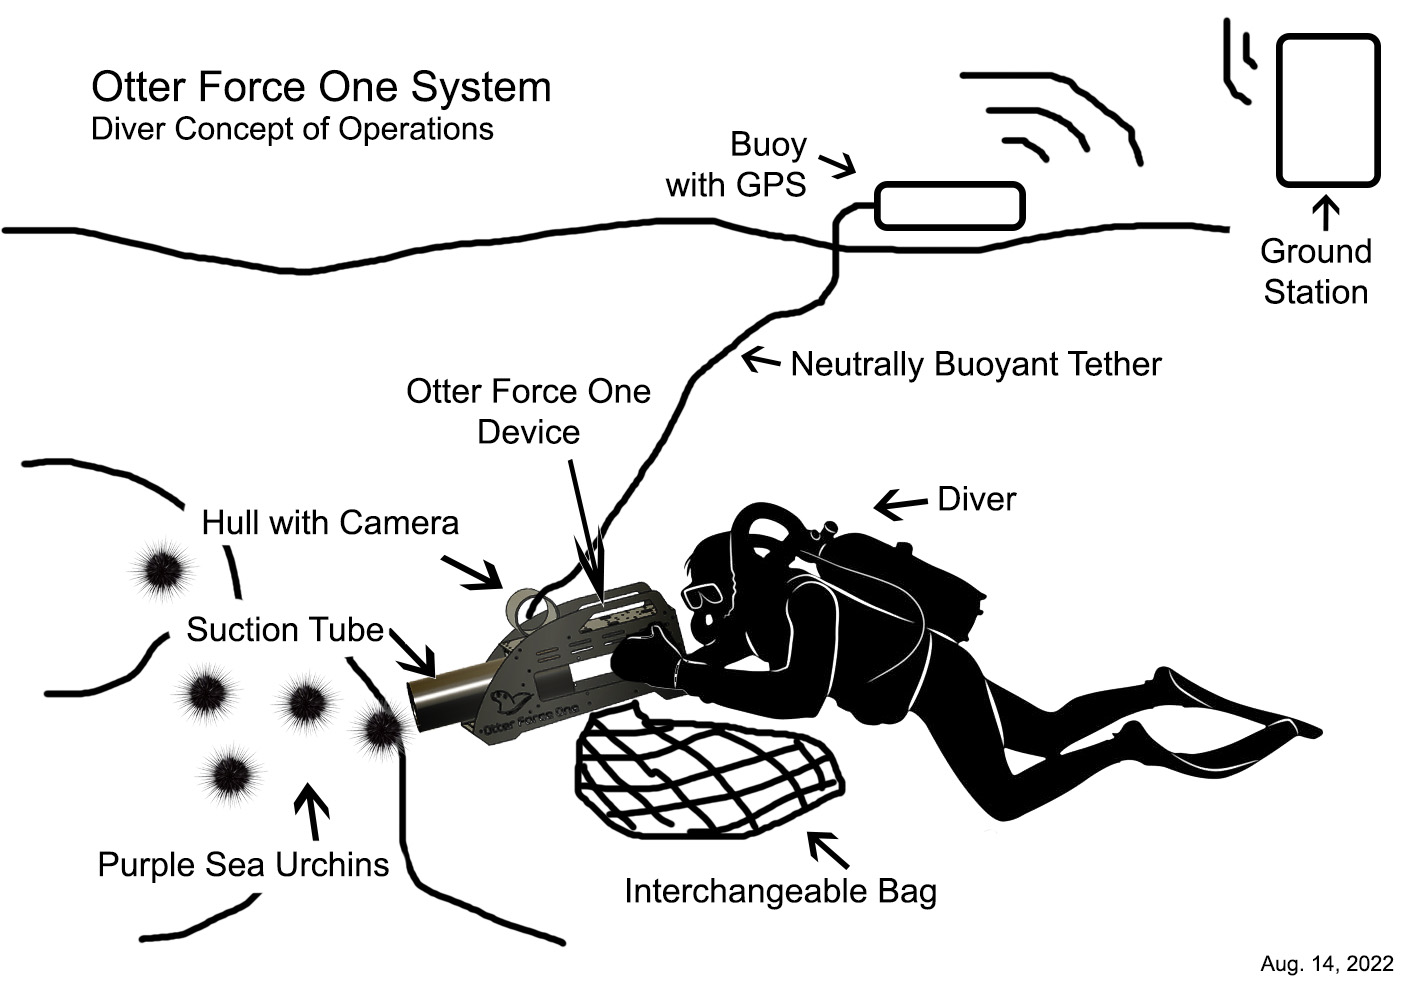 Otter Force One System
Diver Concept of Operations
Buoy
with GPS
Ground
Station
Neutrally Buoyant Tether
Otter Force One
Device
Diver
Hull with Camera
Suction Tube
Otter Force One
Purple Sea Urchins
Interchangeable Bag
Aug. 14, 2022